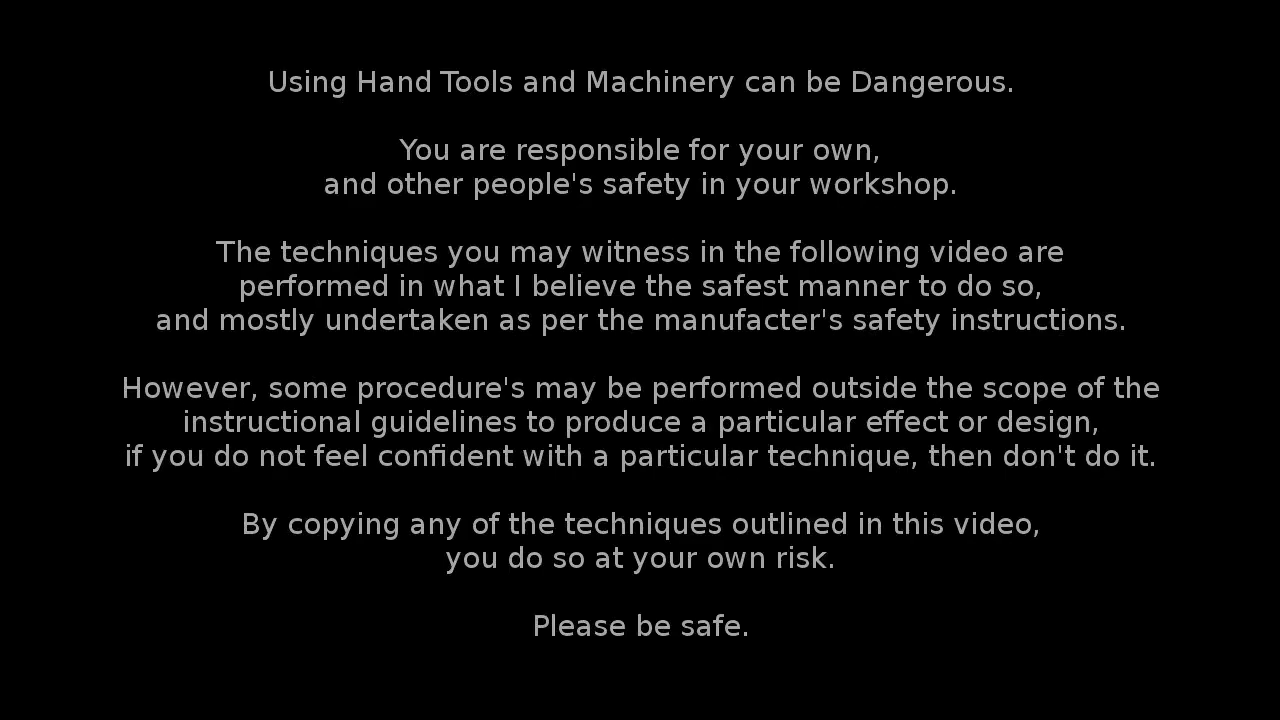 Using Hand Tools and Machinery can be Dangerous.
You are responsible for your own,
and other people's safety in your workshop.
The techniques you may witness in the following video are
performed in what I believe the safest manner to do so,
and mostly undertaken as per the manufacter's safety instructions.
However, some procedure's may be performed outside the scope of the
instructional guidelines to produce a particular effect or design,
if you do not feel confident with a particular technique, then don't do it.
By copying any of the techniques outlined in this video,
you do so at your own risk.
Please be safe.